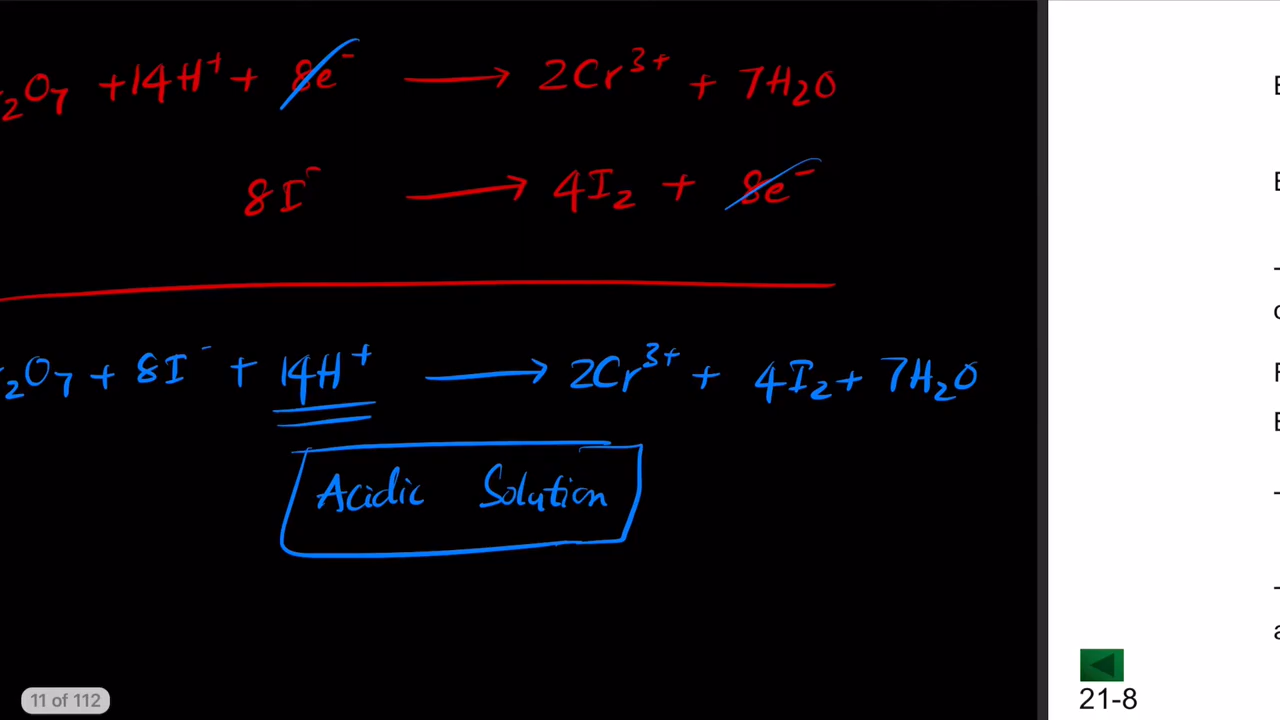 ₂O₇ + 14H⁺ + 8e⁻ ⟶ 2Cr³⁺ + 7H₂O
8I⁻ ⟶ 4I₂ + 8e⁻
₂O₇ + 8I⁻ + 14H⁺ ⟶ 2Cr³⁺ + 4I₂ + 7H₂O
Acidic Solution
11 of 112
21-8